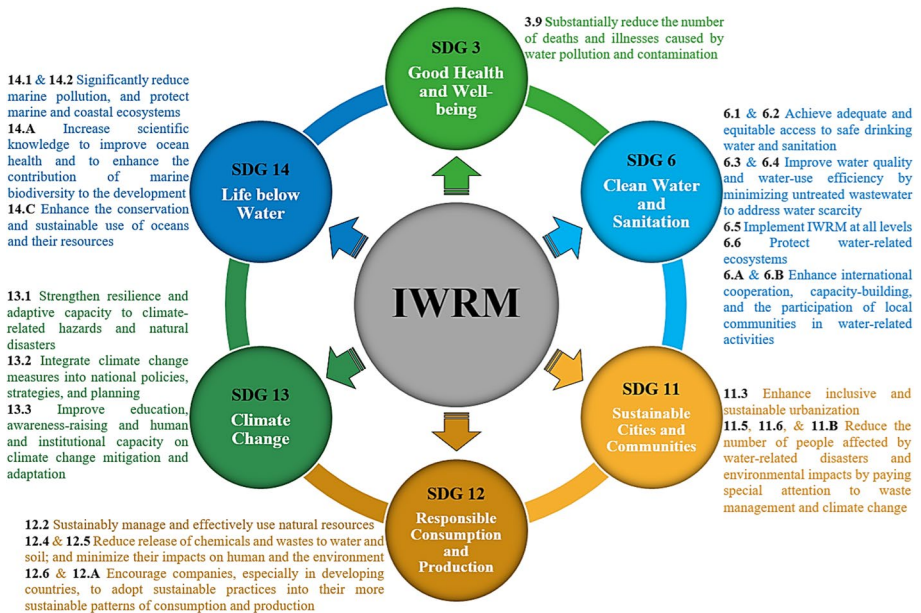 3.9 Substantially reduce the number
of deaths and illnesses caused by
water pollution and contamination
SDG 3
Good Health
and Well-
being
14.1 & 14.2 Significantly reduce
marine pollution, and protect
marine and coastal ecosystems
14.A Increase scientific
knowledge to improve ocean
health and to enhance the
contribution of marine
biodiversity to the development
14.C Enhance the conservation
and sustainable use of oceans
and their resources
SDG 14
Life below
Water
SDG 6
Clean Water
and
Sanitation
6.1 & 6.2 Achieve adequate and
equitable access to safe drinking
water and sanitation
6.3 & 6.4 Improve water quality
and water-use efficiency by
minimizing untreated wastewater
to address water scarcity
6.5 Implement IWRM at all levels
6.6 Protect water-related
ecosystems
6.A & 6.B Enhance international
cooperation, capacity-building,
and the participation of local
communities in water-related
activities
IWRM
13.1 Strengthen resilience and
adaptive capacity to climate-
related hazards and natural
disasters
13.2 Integrate climate change
measures into national policies,
strategies, and planning
13.3 Improve education,
awareness-raising and human
and institutional capacity on
climate change mitigation and
adaptation
SDG 13
Climate
Change
SDG 11
Sustainable
Cities and
Communities
11.3 Enhance inclusive and
sustainable urbanization
11.5, 11.6, & 11.B Reduce the
number of people affected by
water-related disasters and
environmental impacts by paying
special attention to waste
management and climate change
SDG 12
Responsible
Consumption
and
Production
12.2 Sustainably manage and effectively use natural resources
12.4 & 12.5 Reduce release of chemicals and wastes to water and
soil; and minimize their impacts on human and the environment
12.6 & 12.A Encourage companies, especially in developing
countries, to adopt sustainable practices into their more
sustainable patterns of consumption and production